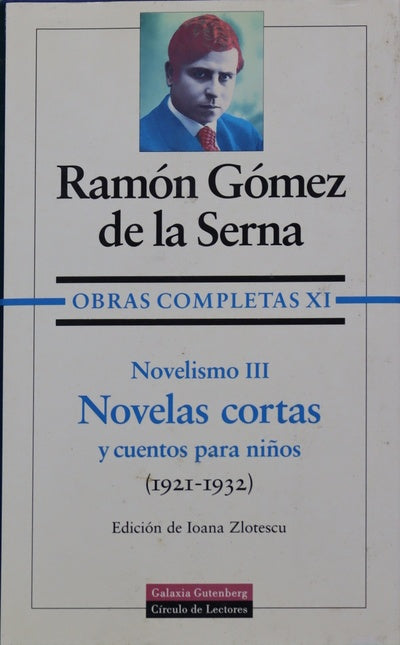 Ramón Gómez
de la Serna
OBRAS COMPLETAS XI
Novelismo III
Novelas cortas
y cuentos para niños
(1921-1932)
Edición de Ioana Zlotescu
Galaxia Gutenberg
Círculo de Lectores